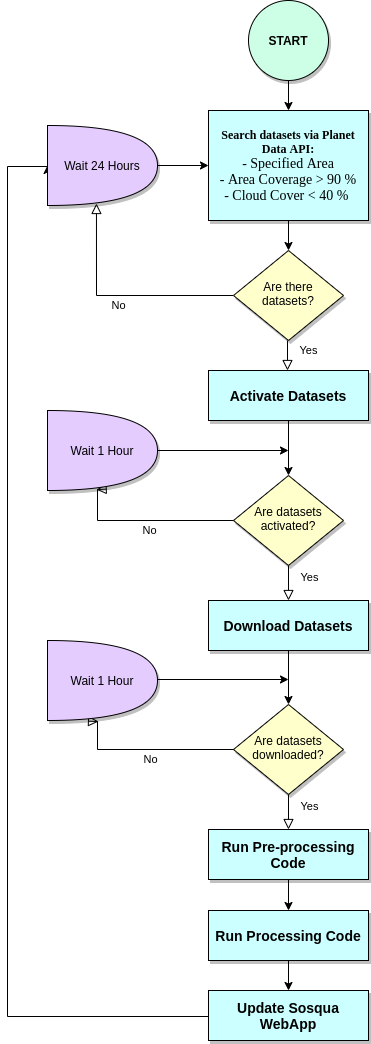 START
Search datasets via Planet
Data API:
- Specified Area
- Area Coverage > 90 %
- Cloud Cover < 40 %
Wait 24 Hours
Are there
datasets?
No
Yes
Activate Datasets
Wait 1 Hour
Are datasets
activated?
No
Yes
Download Datasets
Wait 1 Hour
Are datasets
downloaded?
No
Yes
Run Pre-processing
Code
Run Processing Code
Update Sosqua
WebApp